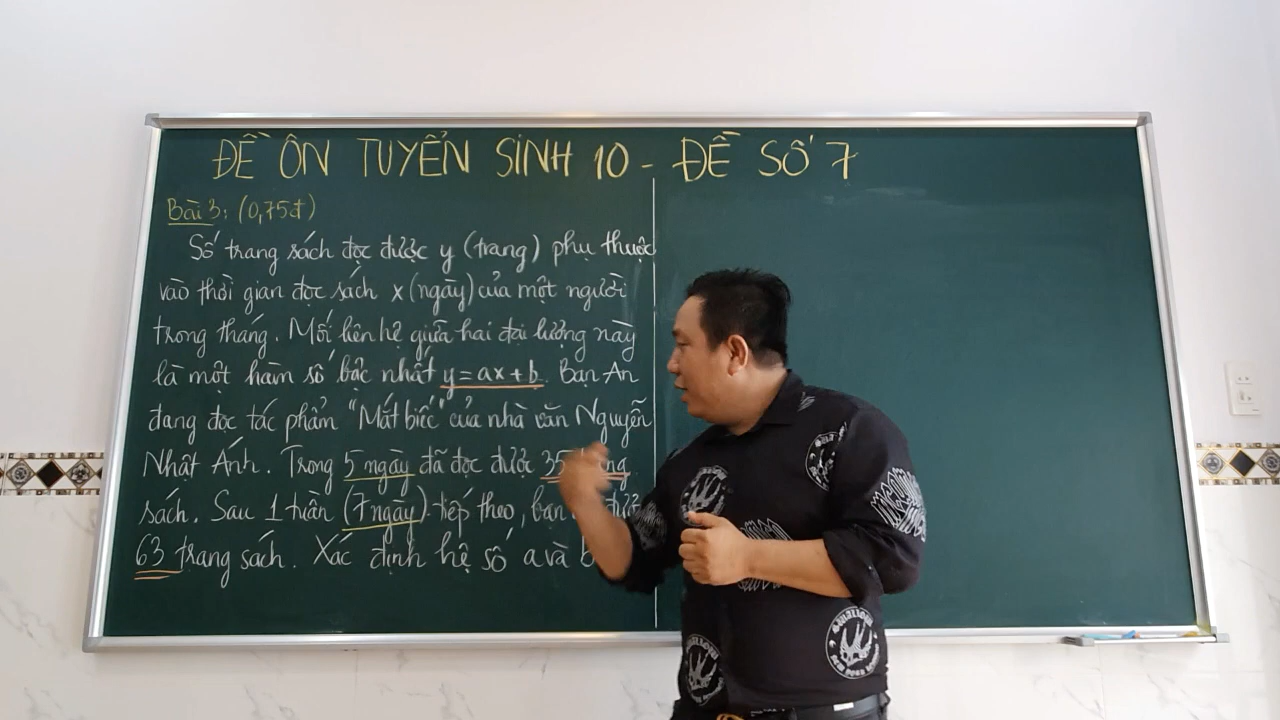 ĐỀ ÔN TUYỂN SINH 10 - ĐỀ SỐ 7
Bài 3: (0,75đ)
Số trang sách đọc được y (trang) phụ thuộc
vào thời gian đọc sách x (ngày) của một người
trong tháng. Mối liên hệ giữa hai đại lượng này
là một hàm số bậc nhất y = ax + b. Bạn An
đang đọc tác phẩm "Mắt biếc" của nhà văn Nguyễn
Nhật Ánh. Trong 5 ngày đã đọc được 35
sách. Sau 1 tuần (7 ngày) tiếp theo, bạn
63 trang sách. Xác định hệ số a và b